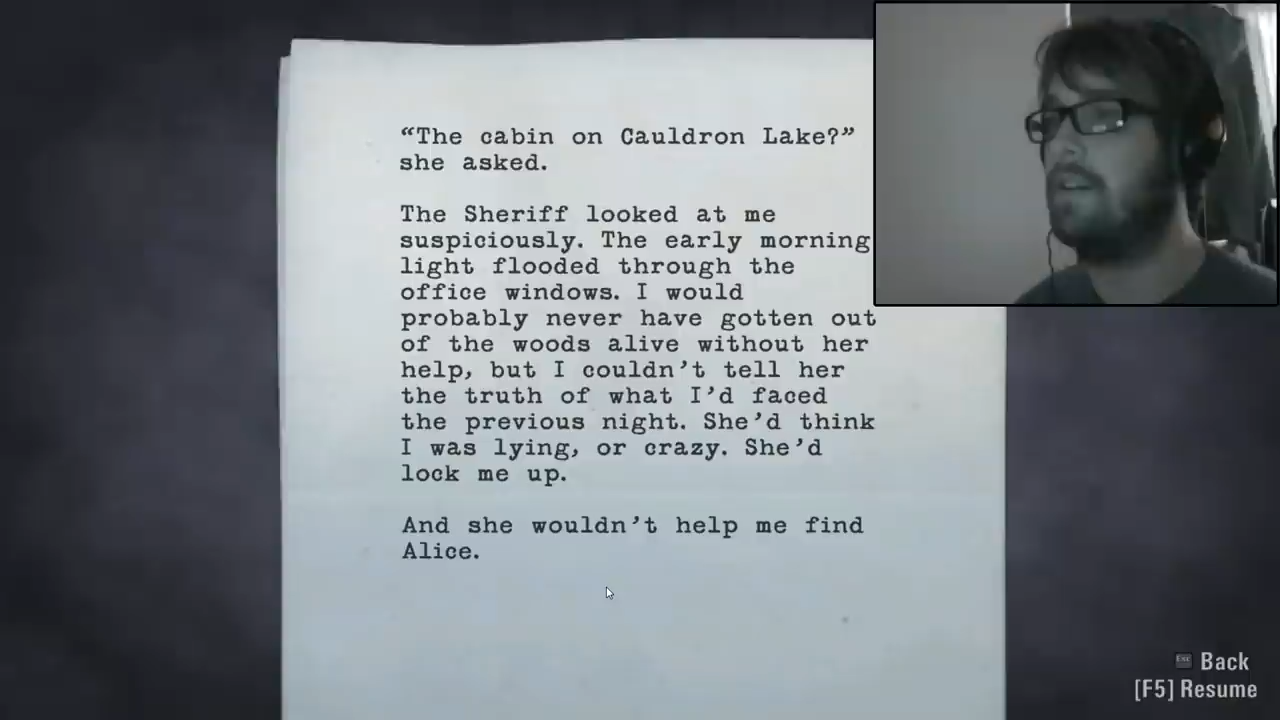 “The cabin on Cauldron Lake?”
she asked.
The Sheriff looked at me
suspiciously. The early morning
light flooded through the
office windows. I would
probably never have gotten out
of the woods alive without her
help, but I couldn’t tell her
the truth of what I’d faced
the previous night. She’d think
I was lying, or crazy. She’d
lock me up.
And she wouldn’t help me find
Alice.
Esc Back
[F5] Resume